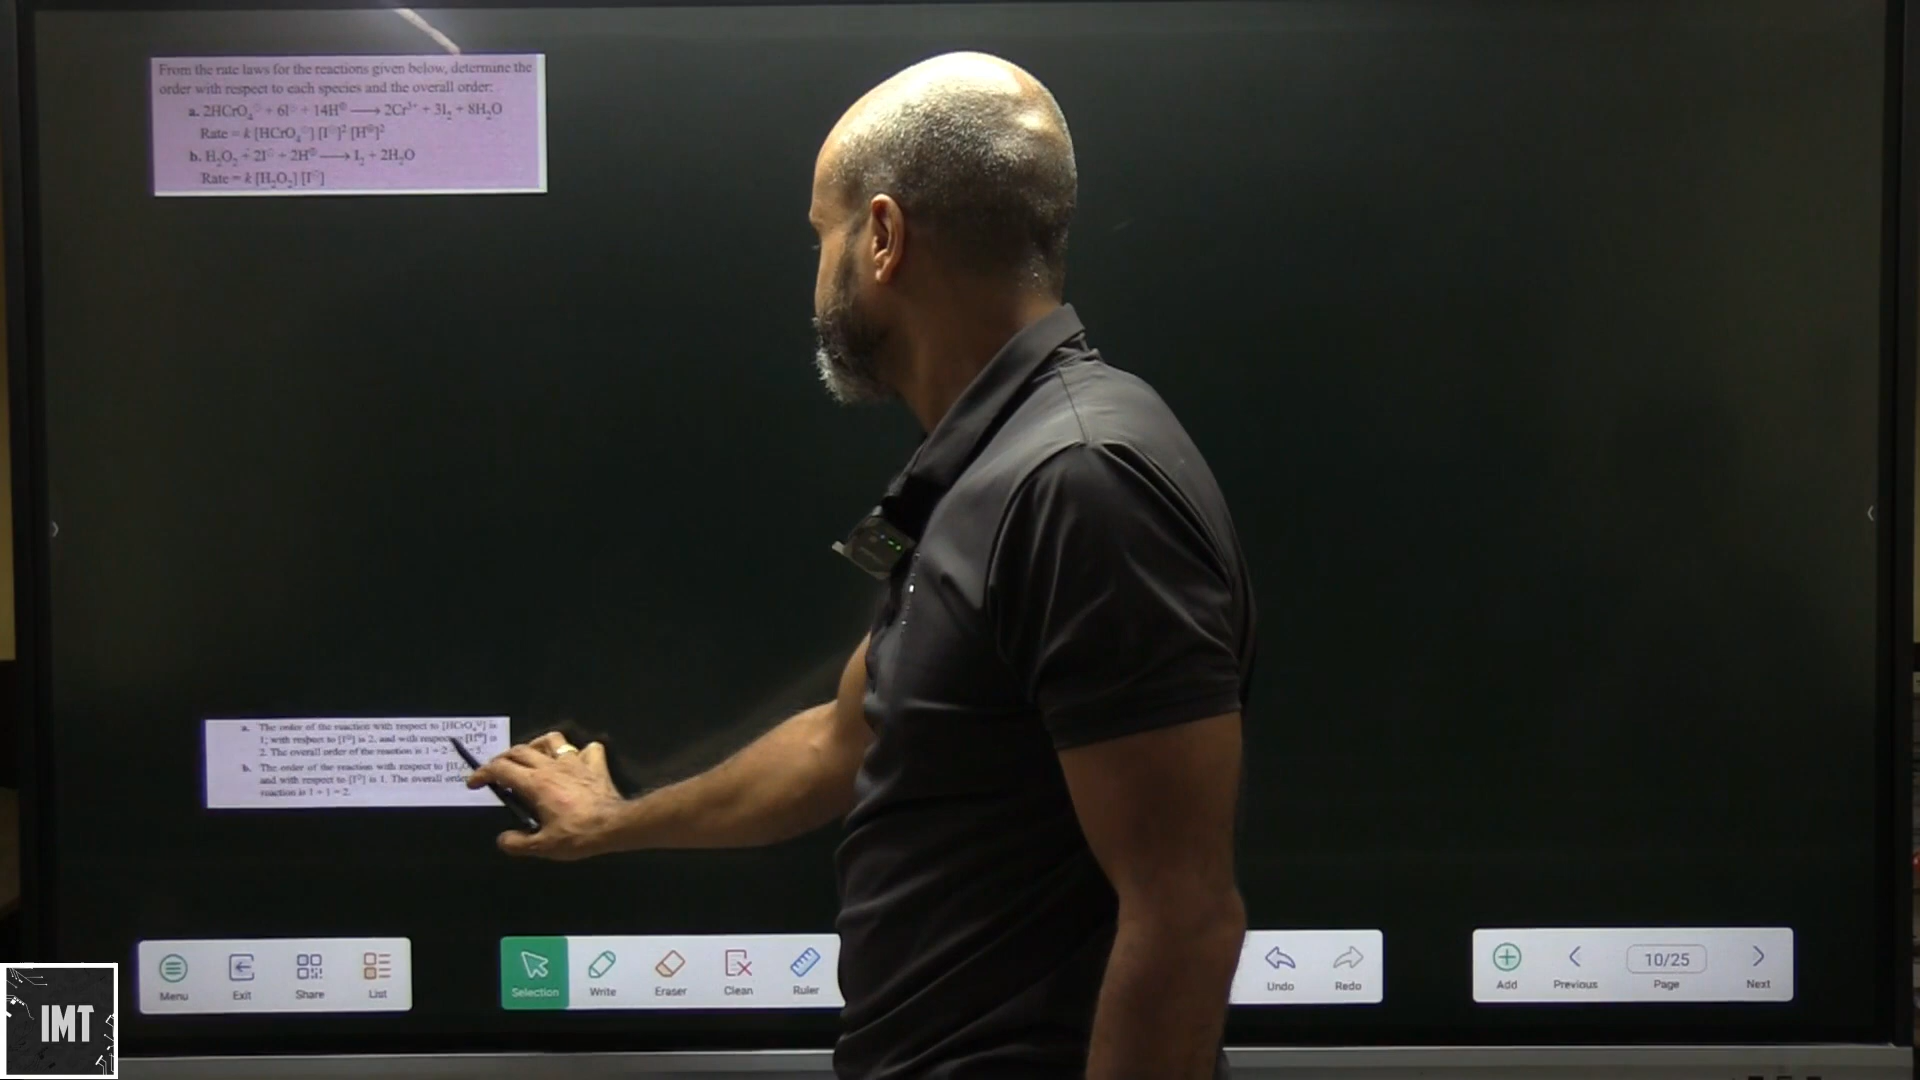 From the rate laws for the reactions given below, determine the
order with respect to each species and the overall order:
a. 2HCrO₄⊖ + 6I⊖ + 14H⊕ ⟶ 2Cr³⁺ + 3I₂ + 8H₂O
Rate = k [HCrO₄⊖] [I⊖]² [H⊕]²
b. H₂O₂ + 2I⊖ + 2H⊕ ⟶ I₂ + 2H₂O
Rate = k [H₂O₂] [I⊖]
a. The order of the reaction with respect to [HCrO₄⊖] is
1; with respect to [I⊖] is 2, and with respect [H⊕] is
2. The overall order of the reaction is 1 + 2 5.
b. The order of the reaction with respect to
and with respect to [I⊖] is 1. The overall order
reaction is 1 + 1 = 2.
Menu Exit Share List
Selection Write Eraser Clean Ruler
Undo Redo
Add Previous 10/25 Page Next
IMT